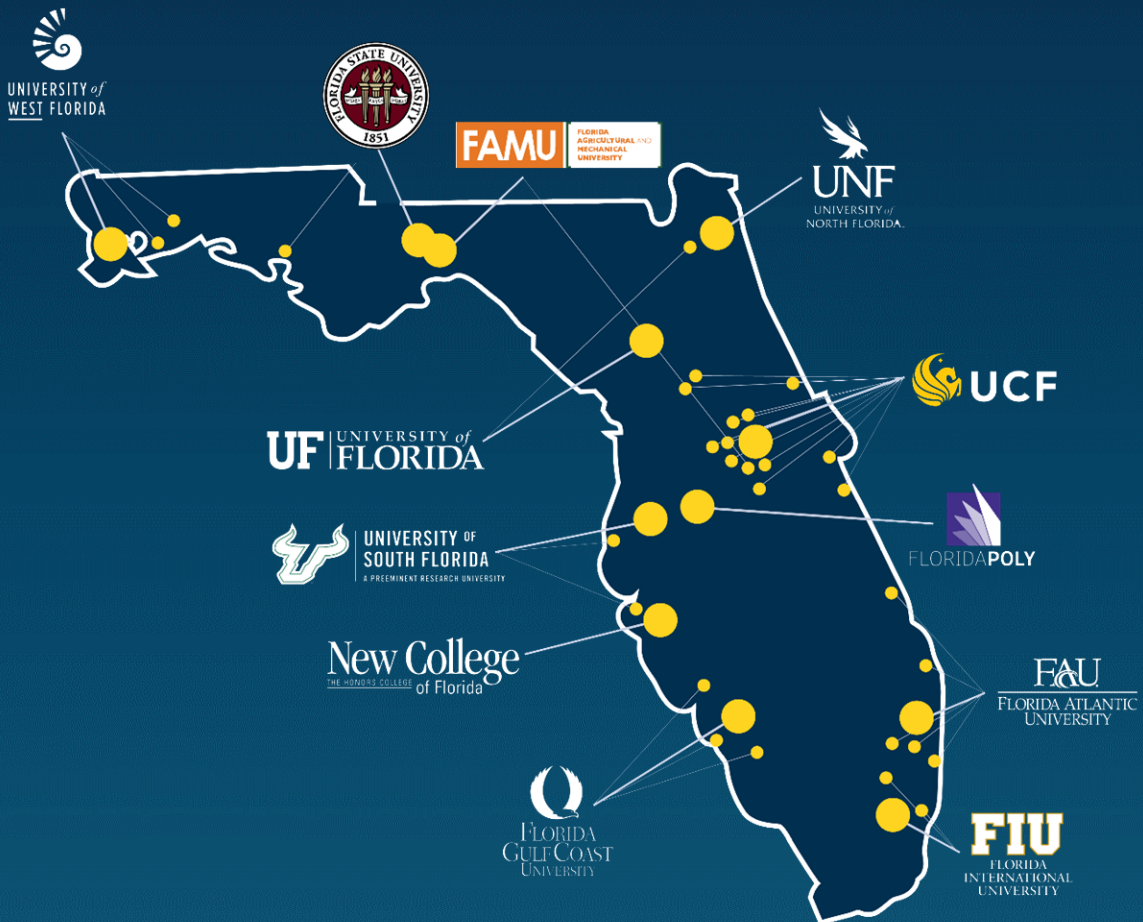 UNIVERSITY of
WEST FLORIDA
FLORIDA STATE UNIVERSITY
1851
FAMU
FLORIDA
AGRICULTURAL AND
MECHANICAL
UNIVERSITY
UNF
UNIVERSITY of
NORTH FLORIDA.
UCF
UF
UNIVERSITY of
FLORIDA
UNIVERSITY OF
SOUTH FLORIDA
A PREEMINENT RESEARCH UNIVERSITY
FLORIDAPOLY
New College
THE HONORS COLLEGE of Florida
FAU
FLORIDA ATLANTIC
UNIVERSITY
FLORIDA
GULF COAST
UNIVERSITY
FIU
FLORIDA
INTERNATIONAL
UNIVERSITY